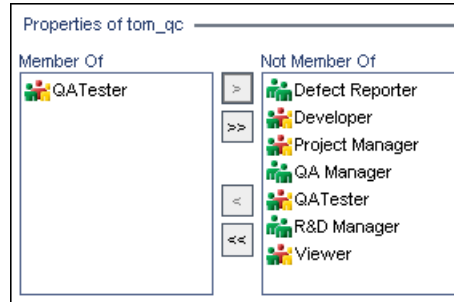 Properties of tom_qc
Member Of
QATester
>
>>
<
<<
Not Member Of
Defect Reporter
Developer
Project Manager
QA Manager
QATester
R&D Manager
Viewer